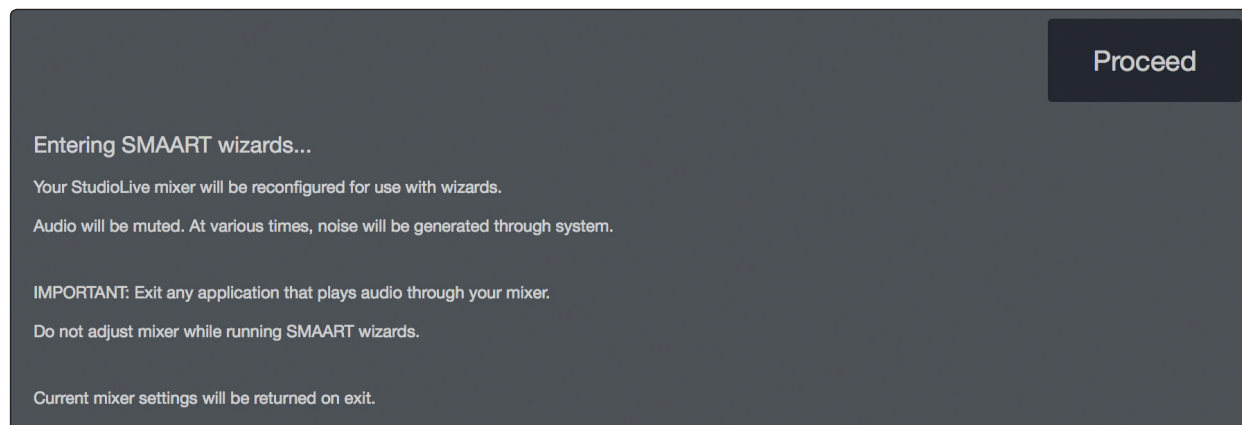 Proceed
Entering SMAART wizards...
Your StudioLive mixer will be reconfigured for use with wizards.
Audio will be muted. At various times, noise will be generated through system.
IMPORTANT: Exit any application that plays audio through your mixer.
Do not adjust mixer while running SMAART wizards.
Current mixer settings will be returned on exit.